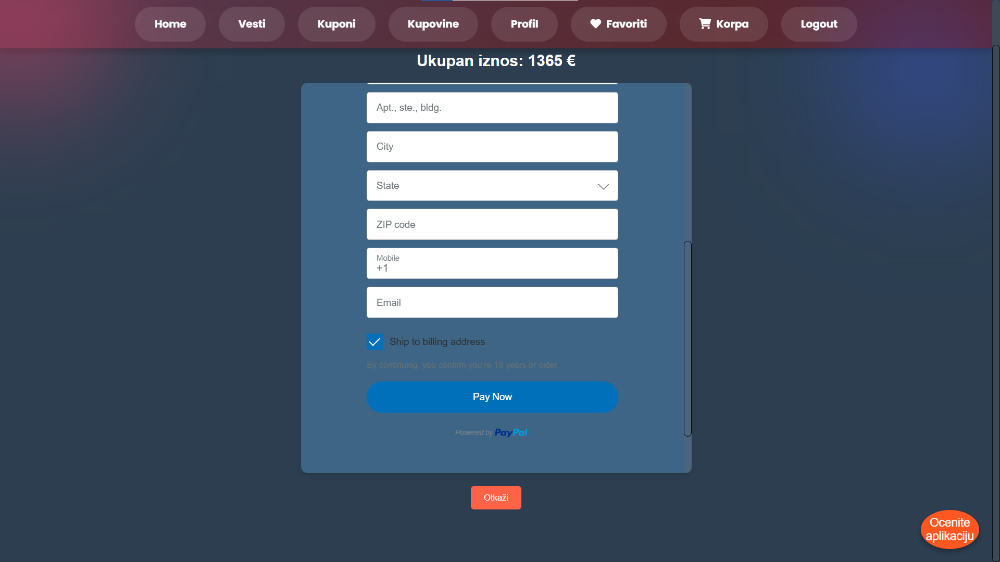 Home
Vesti
Kuponi
Kupovine
Profil
Favoriti
Korpa
Logout
Ukupan iznos: 1365 €
Apt., ste., bldg.
City
State
ZIP code
Mobile
+1
Email
Ship to billing address
By continuing, you confirm you're 18 years or older.
Pay Now
Powered by PayPal
Otkaži
Ocenite
aplikaciju